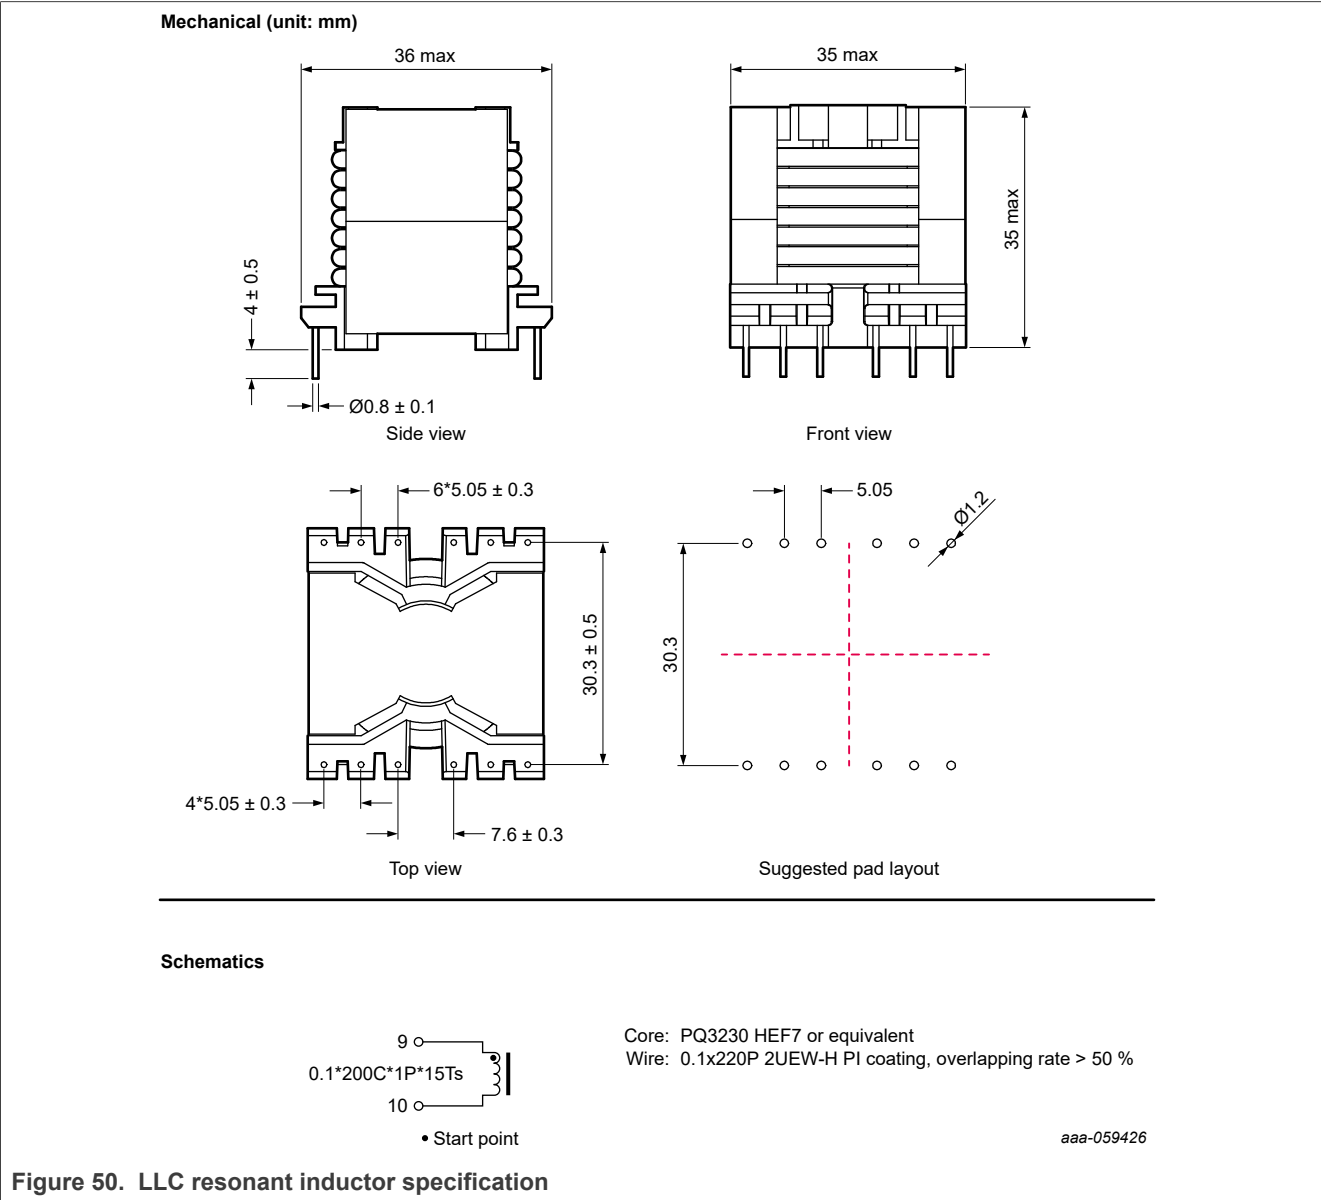 Mechanical (unit: mm)
36 max
35 max
4 ± 0.5
35 max
Ø0.8 ± 0.1
Side view
Front view
6*5.05 ± 0.3
5.05
Ø1.2
30.3 ± 0.5
30.3
4*5.05 ± 0.3
7.6 ± 0.3
Top view
Suggested pad layout
Schematics
9
0.1*200C*1P*15Ts
10
• Start point
Core: PQ3230 HEF7 or equivalent
Wire: 0.1x220P 2UEW-H PI coating, overlapping rate > 50 %
aaa-059426
Figure 50. LLC resonant inductor specification